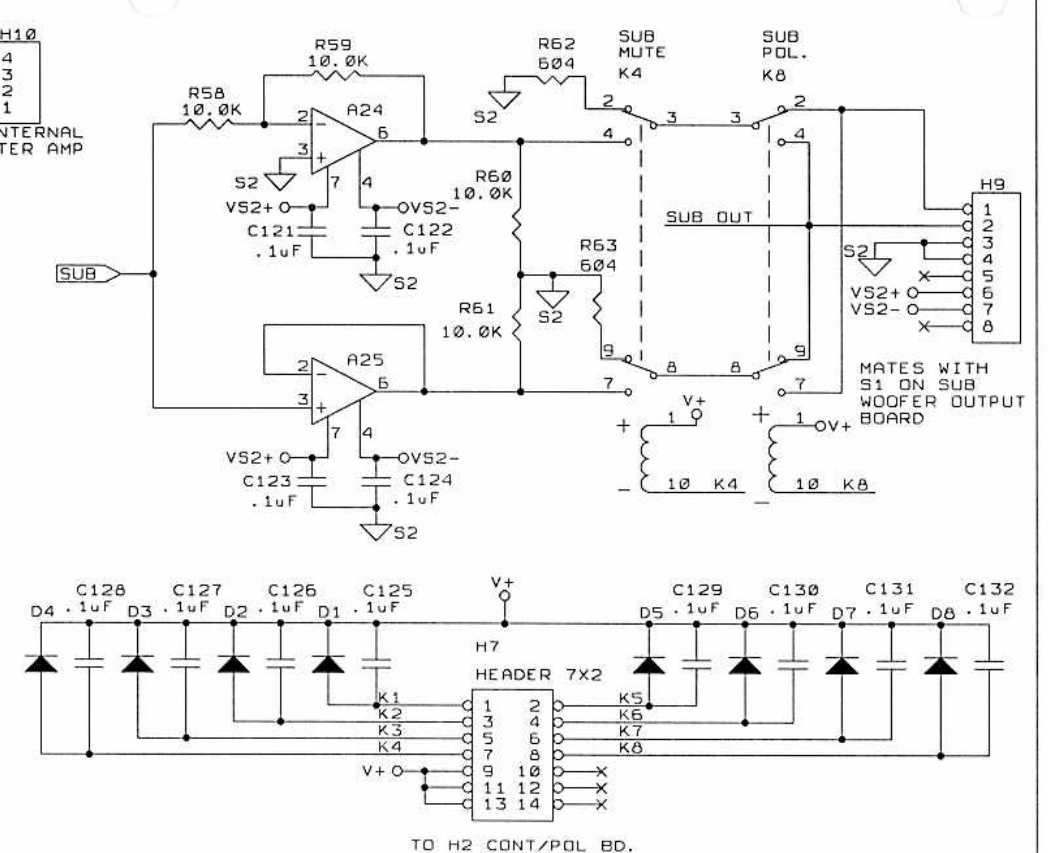 H10
4
3
2
1
NTERNAL
TER AMP
R58
10.0K
R59
10.0K
2
-
A24
6
3
+
7
4
S2
VS2+
VS2-
C121
.1uF
C122
.1uF
S2
SUB
R60
10.0K
R61
10.0K
S2
R62
604
S2
R63
604
2
-
A25
6
3
+
7
4
VS2+
VS2-
C123
.1uF
C124
.1uF
S2
SUB
MUTE
K4
SUB
POL.
K8
2
3
4
3
2
4
SUB OUT
9
8
7
8
9
7
V+
+
1
-
10 K4
+
1
V+
-
10 K8
H9
1
2
3
4
5
6
7
8
S2
VS2+
VS2-
MATES WITH
S1 ON SUB
WOOFER OUTPUT
BOARD
D4
C128
.1uF
D3
C127
.1uF
D2
C126
.1uF
D1
C125
.1uF
V+
D5
C129
.1uF
D6
C130
.1uF
D7
C131
.1uF
D8
C132
.1uF
H7
HEADER 7X2
K1 1 2 K5
K2 3 4 K6
K3 5 6 K7
K4 7 8 K8
V+ 9 10
11 12
13 14
TO H2 CONT/POL BD.